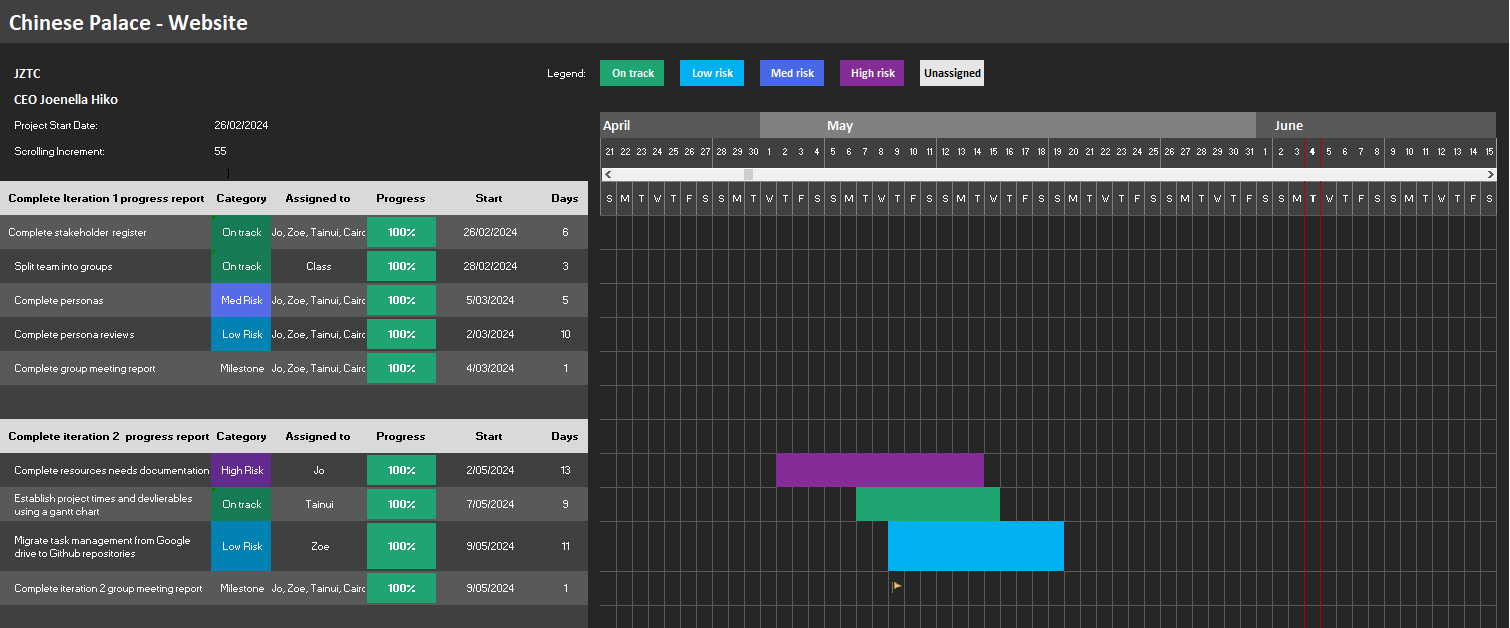 Chinese Palace - Website
JZTC
Legend: On track Low risk Med risk High risk Unassigned
CEO Joenella Hiko
Project Start Date: 26/02/2024
April May June
Scrolling Increment: 55
21 22 23 24 25 26 27 28 29 30 1 2 3 4 5 6 7 8 9 10 11 12 13 14 15 16 17 18 19 20 21 22 23 24 25 26 27 28 29 30 31 1 2 3 4 5 6 7 8 9 10 11 12 13 14 15
Complete Iteration 1 progress report Category Assigned to Progress Start Days
S M T W T F S S M T W T F S S M T W T F S S M T W T F S S M T W T F S S M T W T F S S M T W T F S S M T W T F S
Complete stakeholder register On track Jo, Zoe, Tainui, Cairo 100% 26/02/2024 6
Split team into groups On track Class 100% 28/02/2024 3
Complete personas Med Risk Jo, Zoe, Tainui, Cairo 100% 5/03/2024 5
Complete persona reviews Low Risk Jo, Zoe, Tainui, Cairo 100% 2/03/2024 10
Complete group meeting report Milestone Jo, Zoe, Tainui, Cairo 100% 4/03/2024 1
Complete iteration 2 progress report Category Assigned to Progress Start Days
Complete resources needs documentation High Risk Jo 100% 2/05/2024 13
Establish project times and devlierables
using a gantt chart On track Tainui 100% 7/05/2024 9
Migrate task management from Google
drive to Github repositories Low Risk Zoe 100% 9/05/2024 11
Complete iteration 2 group meeting report Milestone Jo, Zoe, Tainui, Cairo 100% 9/05/2024 1